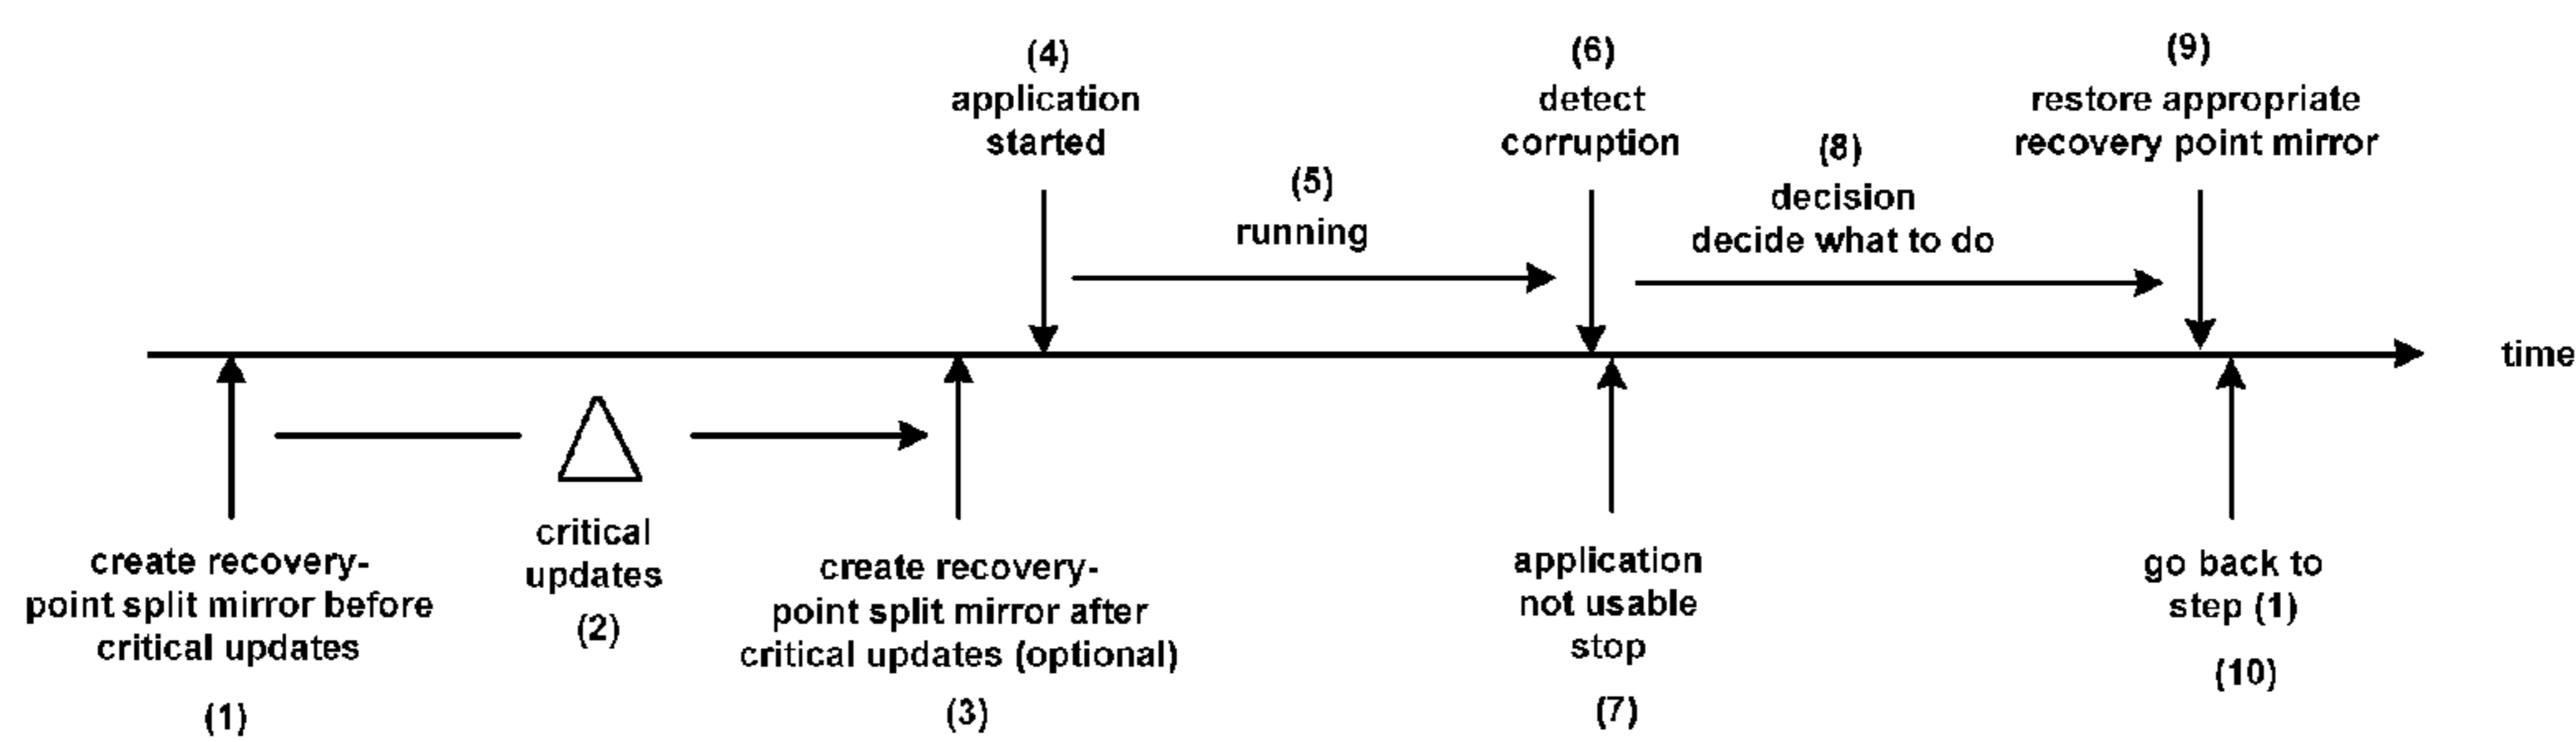 (4)
application
started
(5)
running
(6)
detect
corruption
(8)
decision
decide what to do
(9)
restore appropriate
recovery point mirror
time
create recovery-
point split mirror before
critical updates
(1)
critical
updates
(2)
create recovery-
point split mirror after
critical updates (optional)
(3)
application
not usable
stop
(7)
go back to
step (1)
(10)